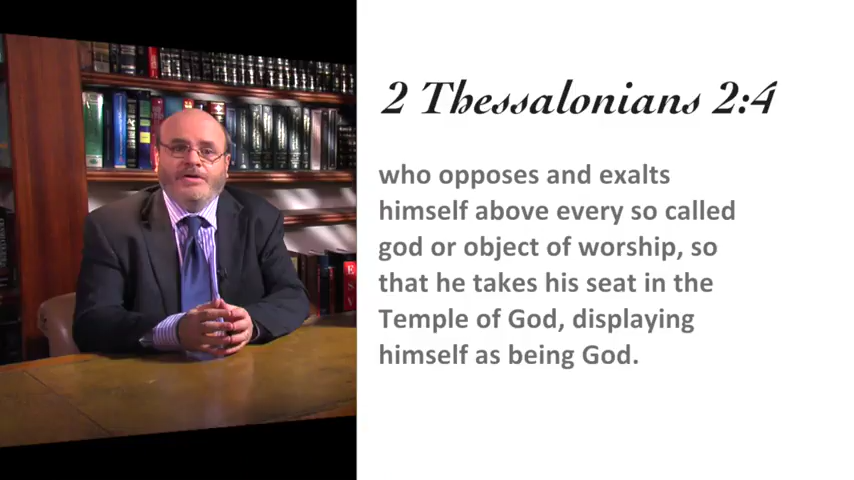 2 Thessalonians 2:4
who opposes and exalts
himself above every so called
god or object of worship, so
that he takes his seat in the
Temple of God, displaying
himself as being God.